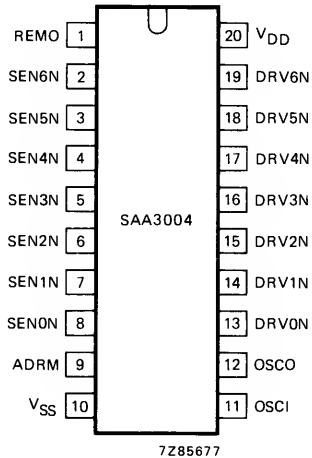 REMO 1 20 VDD
SEN6N 2 19 DRV6N
SEN5N 3 18 DRV5N
SEN4N 4 17 DRV4N
SEN3N 5 16 DRV3N
SAA3004
SEN2N 6 15 DRV2N
SEN1N 7 14 DRV1N
SEN0N 8 13 DRV0N
ADRM 9 12 OSCO
VSS 10 11 OSCI
7Z85677